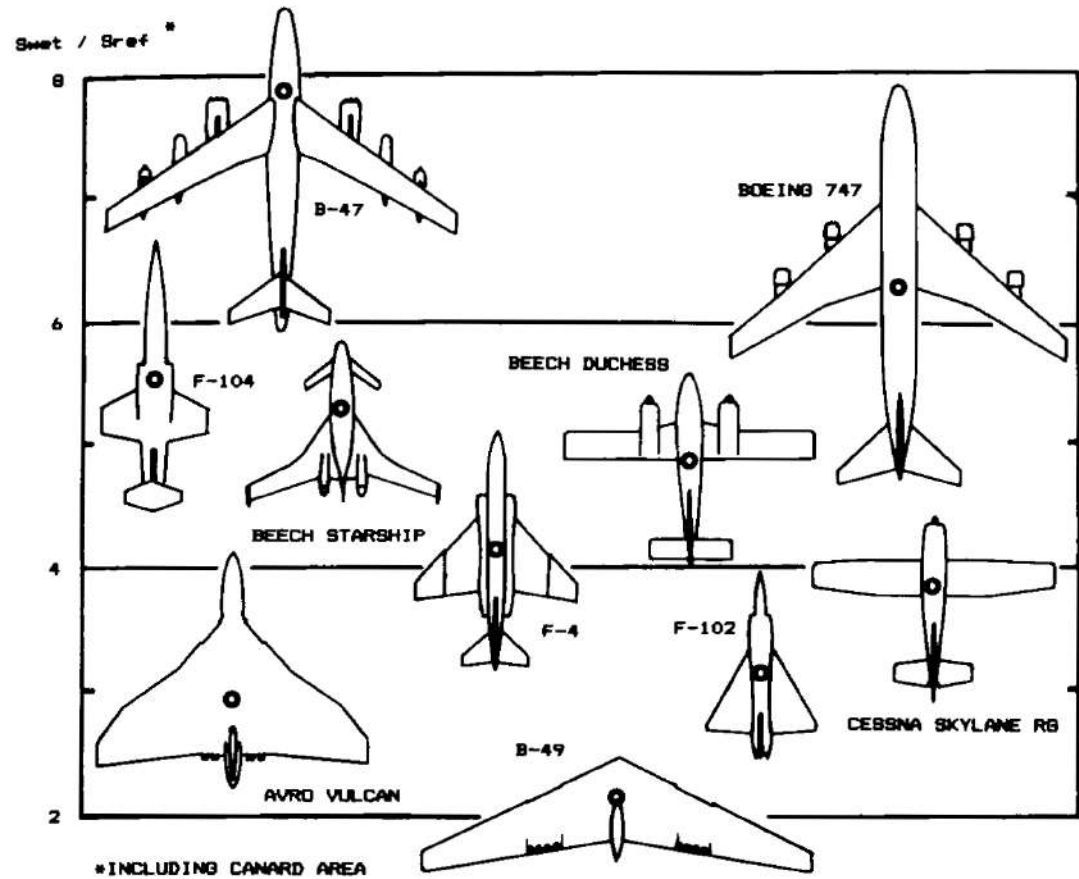 Swet / Sref *
8
B-47
BOEING 747
6
F-104
BEECH DUCHESS
BEECH STARSHIP
4
F-4
F-102
CESSNA SKYLANE RG
B-49
AVRO VULCAN
2
*INCLUDING CANARD AREA